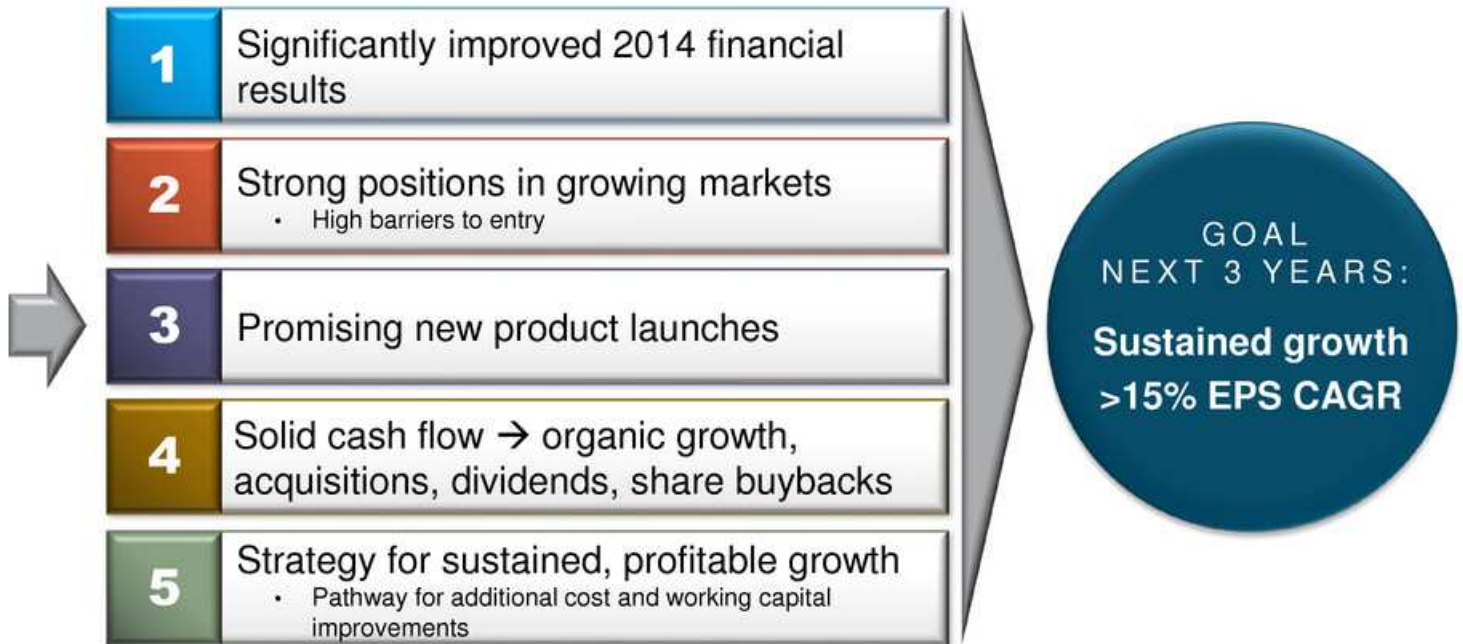 1
Significantly improved 2014 financial
results
2
Strong positions in growing markets
• High barriers to entry
3
Promising new product launches
4
Solid cash flow → organic growth,
acquisitions, dividends, share buybacks
5
Strategy for sustained, profitable growth
• Pathway for additional cost and working capital
improvements
GOAL
NEXT 3 YEARS:
Sustained growth
>15% EPS CAGR